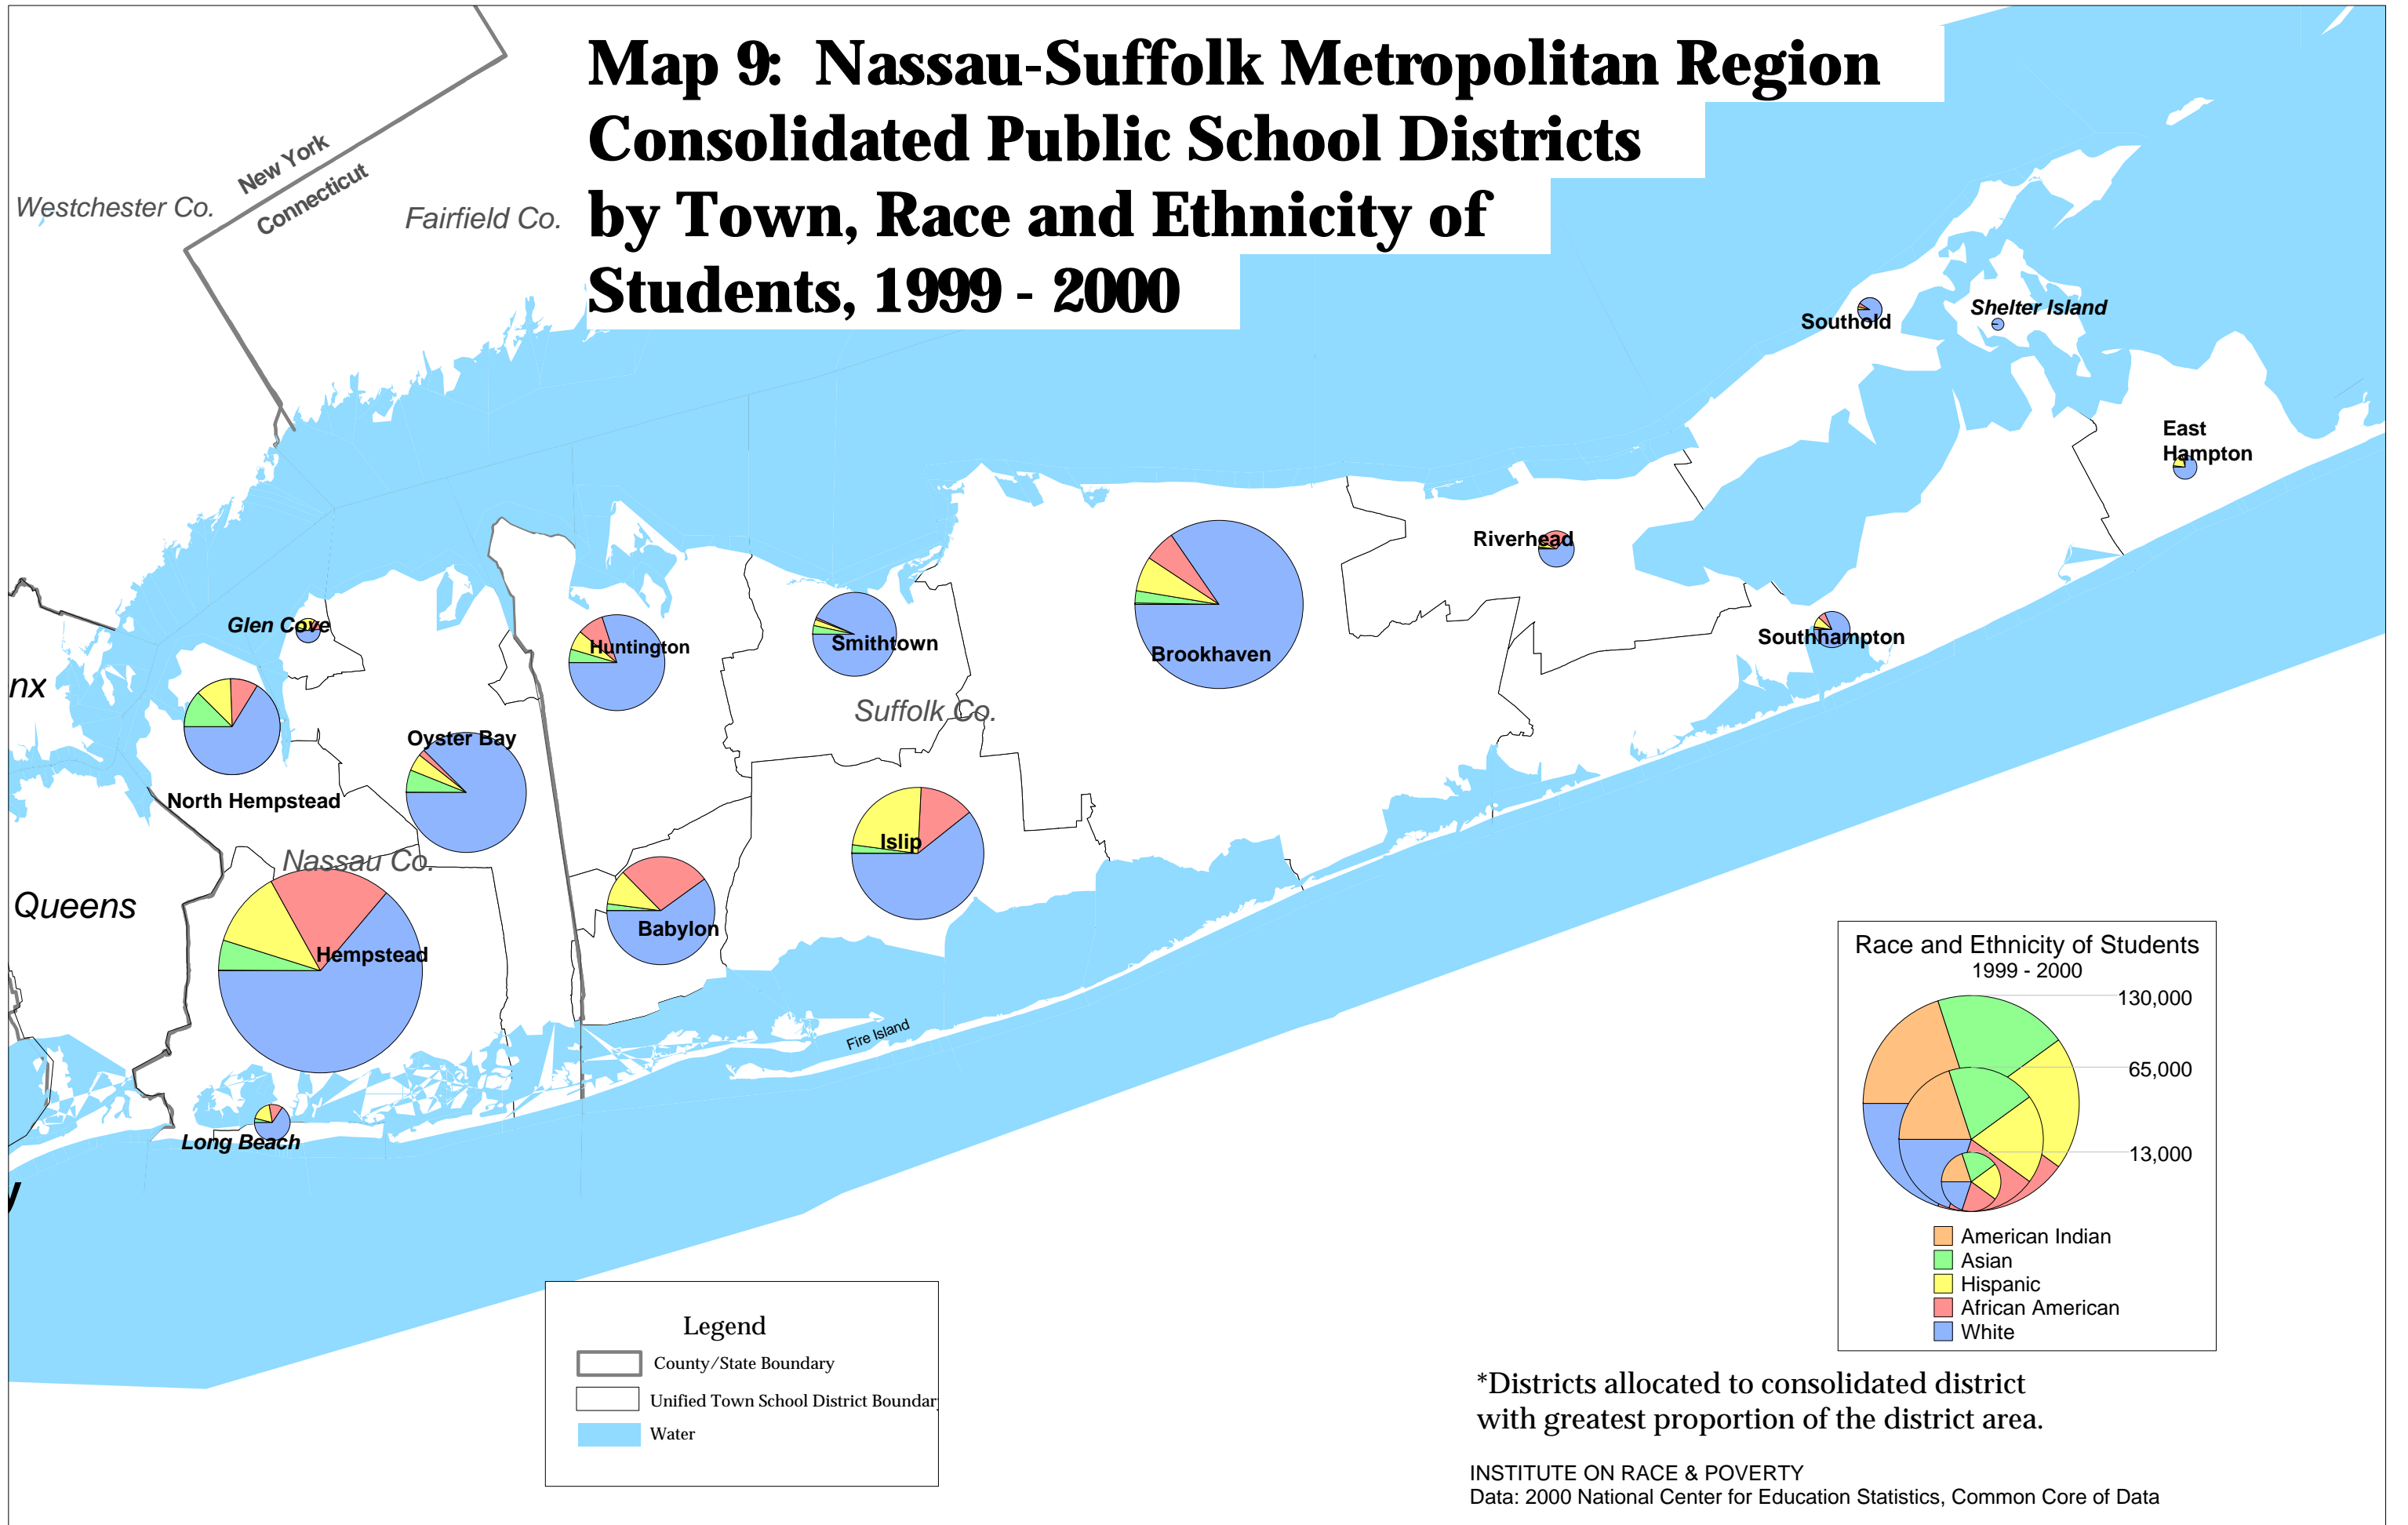 Map 9: Nassau-Suffolk Metropolitan Region
Consolidated Public School Districts
by Town, Race and Ethnicity of
Students, 1999 - 2000
New York
Connecticut
Westchester Co.
Fairfield Co.
Southold
Shelter Island
East
Hampton
Riverhead
Southhampton
Glen Cove
Huntington
Smithtown
Brookhaven
nx
Suffolk Co.
Oyster Bay
North Hempstead
Islip
Nassau Co.
Queens
Babylon
Hempstead
Fire Island
Long Beach
y
Race and Ethnicity of Students
1999 - 2000
130,000
65,000
13,000
American Indian
Asian
Hispanic
African American
White
Legend
County/State Boundary
Unified Town School District Boundar
Water
*Districts allocated to consolidated district
with greatest proportion of the district area.
INSTITUTE ON RACE & POVERTY
Data: 2000 National Center for Education Statistics, Common Core of Data